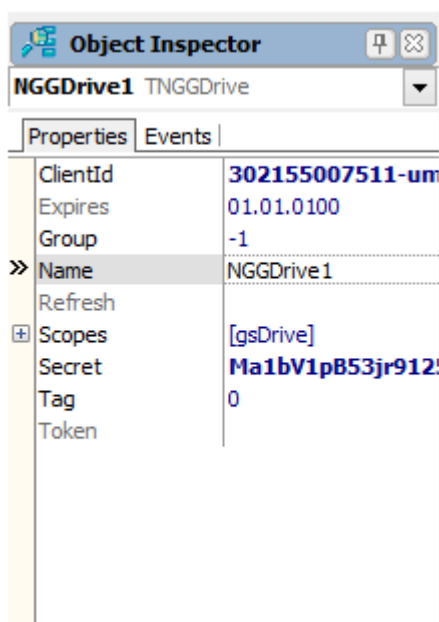 Object Inspector
NGGDrive1 TNGGDrive
Properties Events
ClientId 302155007511-um
Expires 01.01.0100
Group -1
Name NGGDrive1
Refresh
Scopes [gsDrive]
Secret Ma1bV1pB53jr9125
Tag 0
Token